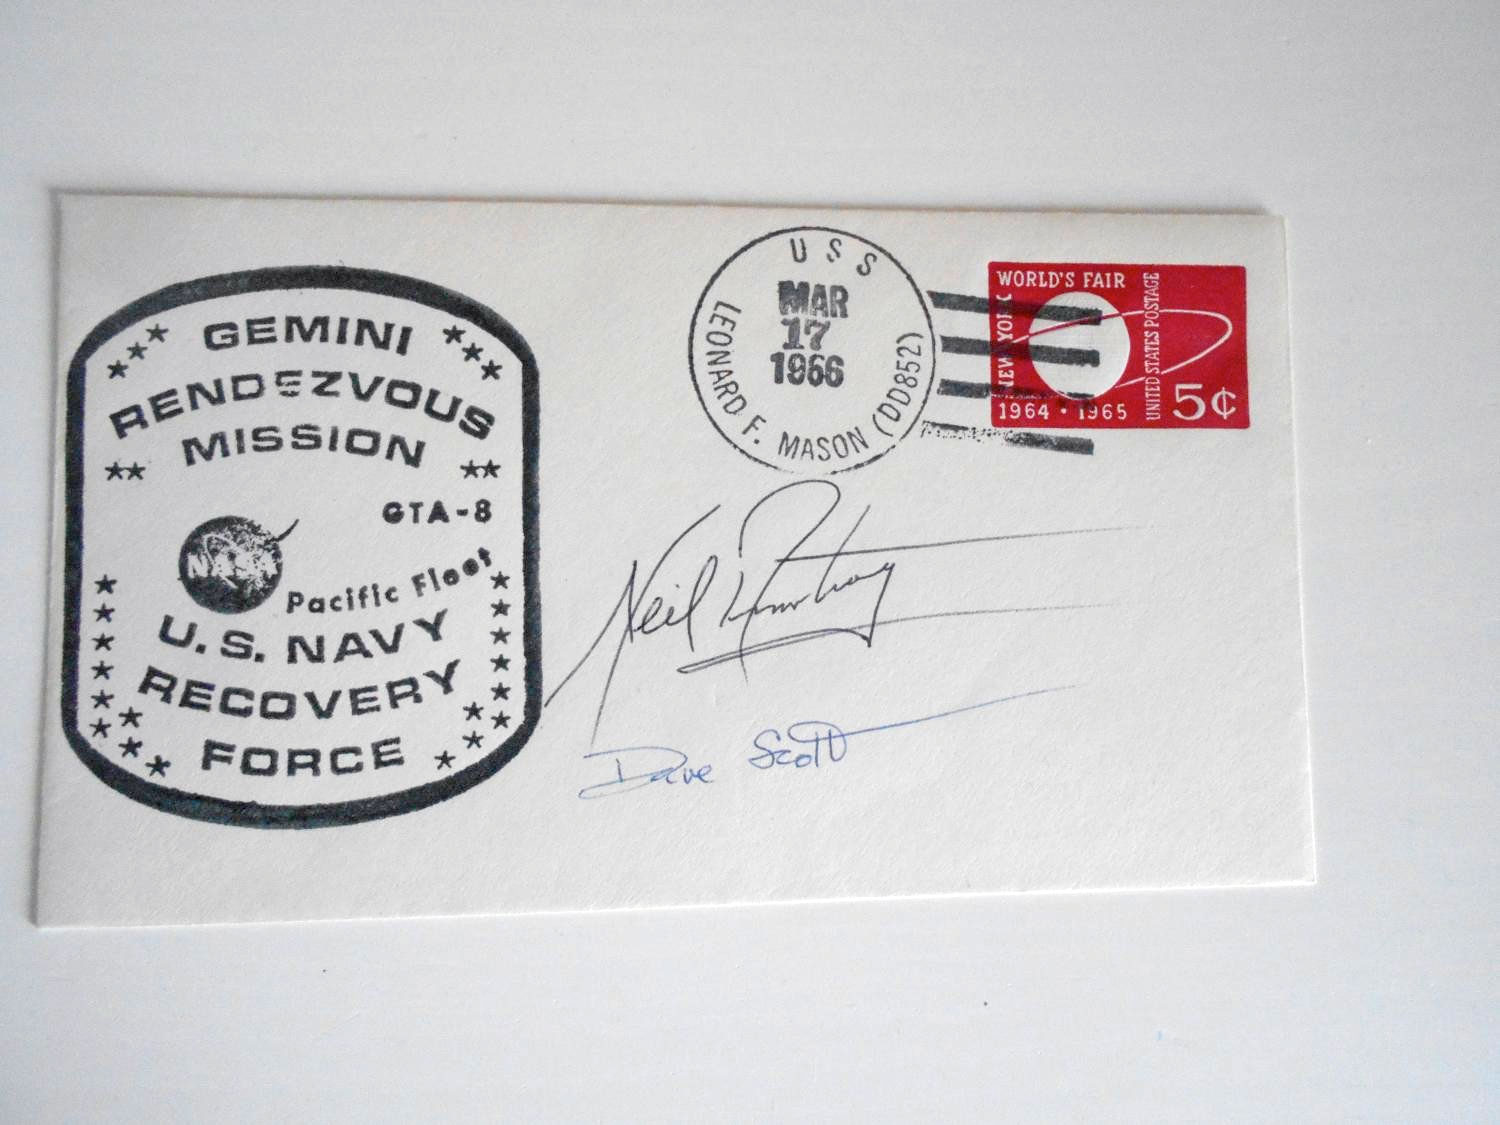 GEMINI
RENDEZVOUS
MISSION
GTA-8
NASA
Pacific Fleet
U.S. NAVY
RECOVERY
FORCE
USS
MAR
17
1966
LEONARD F. MASON (DD852)
WORLD'S FAIR
NEW YORK
1964 • 1965
UNITED STATES POSTAGE
5¢
Neil Armstrong
Dave Scott